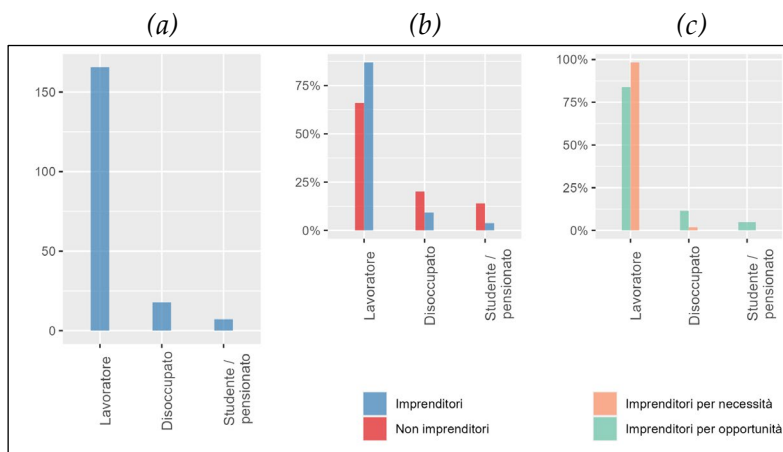 (a)
150
100
50
0
Lavoratore
Disoccupato
Studente /
pensionato
(b)
75%
50%
25%
0%
Lavoratore
Disoccupato
Studente /
pensionato
(c)
100%
75%
50%
25%
0%
Lavoratore
Disoccupato
Studente /
pensionato
Imprenditori
Non imprenditori
Imprenditori per necessità
Imprenditori per opportunità